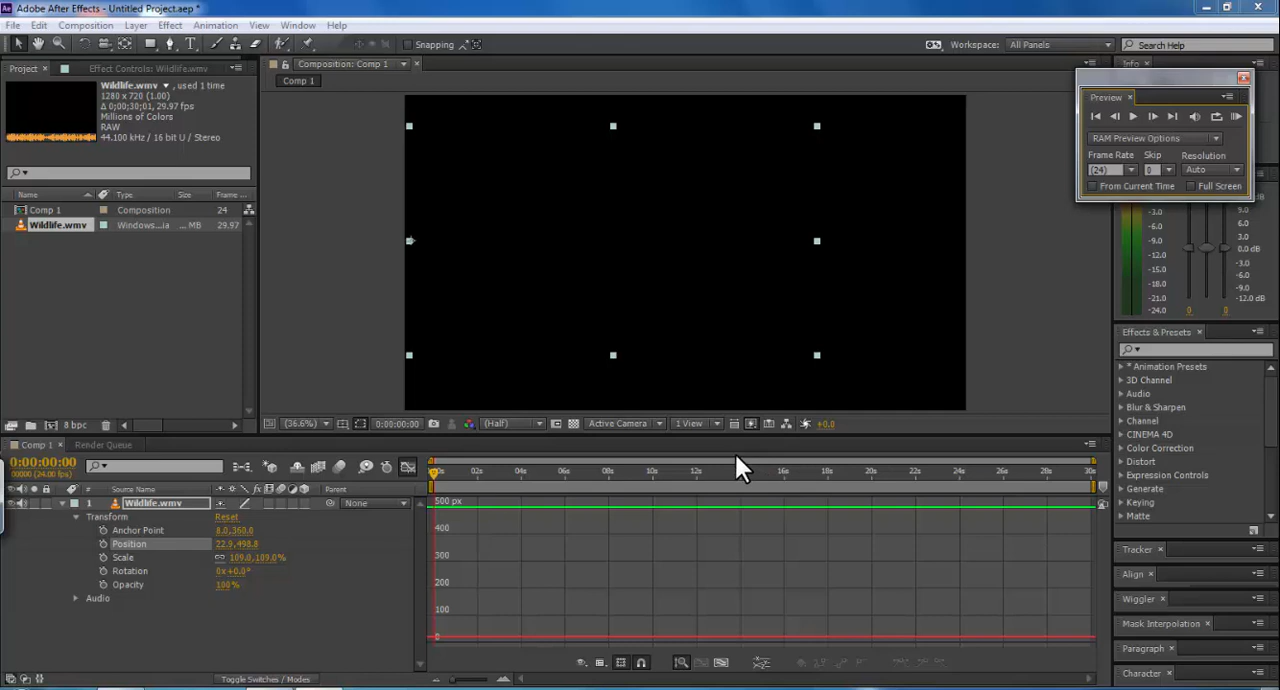 Adobe After Effects - Untitled Project.aep *
File Edit Composition Layer Effect Animation View Window Help
Snapping
Workspace: All Panels
Search Help
Project
Effect Controls: Wildlife.wmv
Composition: Comp 1
Info
Wildlife.wmv , used 1 time
1280 x 720 (1.00)
Δ 0;00;30;01, 29.97 fps
Millions of Colors
RAW
44.100 kHz / 16 bit U / Stereo
Comp 1
Preview
RAM Preview Options
Frame Rate Skip Resolution
(24) 0 Auto
From Current Time Full Screen
Name Type Size Frame ...
Comp 1 Composition 24
Wildlife.wmv Windows...ia ... MB 29.97
-3.0
-6.0
-9.0
-12.0
-15.0
-18.0
-21.0
-24.0
9.0
6.0
3.0
0.0 dB
-3.0
-6.0
-9.0
-12.0 dB
0 0
Effects & Presets
* Animation Presets
3D Channel
Audio
Blur & Sharpen
Channel
CINEMA 4D
Color Correction
Distort
Expression Controls
Generate
Keying
Matte
8 bpc
(36.6%) 0:00:00:00 (Half) Active Camera 1 View +0.0
Comp 1 Render Queue
0:00:00:00
00000 (24.00 fps)
02s 04s 06s 08s 10s 12s 16s 18s 20s 22s 24s 26s 28s 30s
# Source Name Parent
1 Wildlife.wmv None
Transform Reset
Anchor Point 8.0,360.0
Position 22.9,498.8
Scale 109.0,109.0%
Rotation 0x+0.0°
Opacity 100%
Audio
500 px
400
300
200
100
0
Toggle Switches / Modes
Tracker
Align
Wiggler
Mask Interpolation
Paragraph
Character